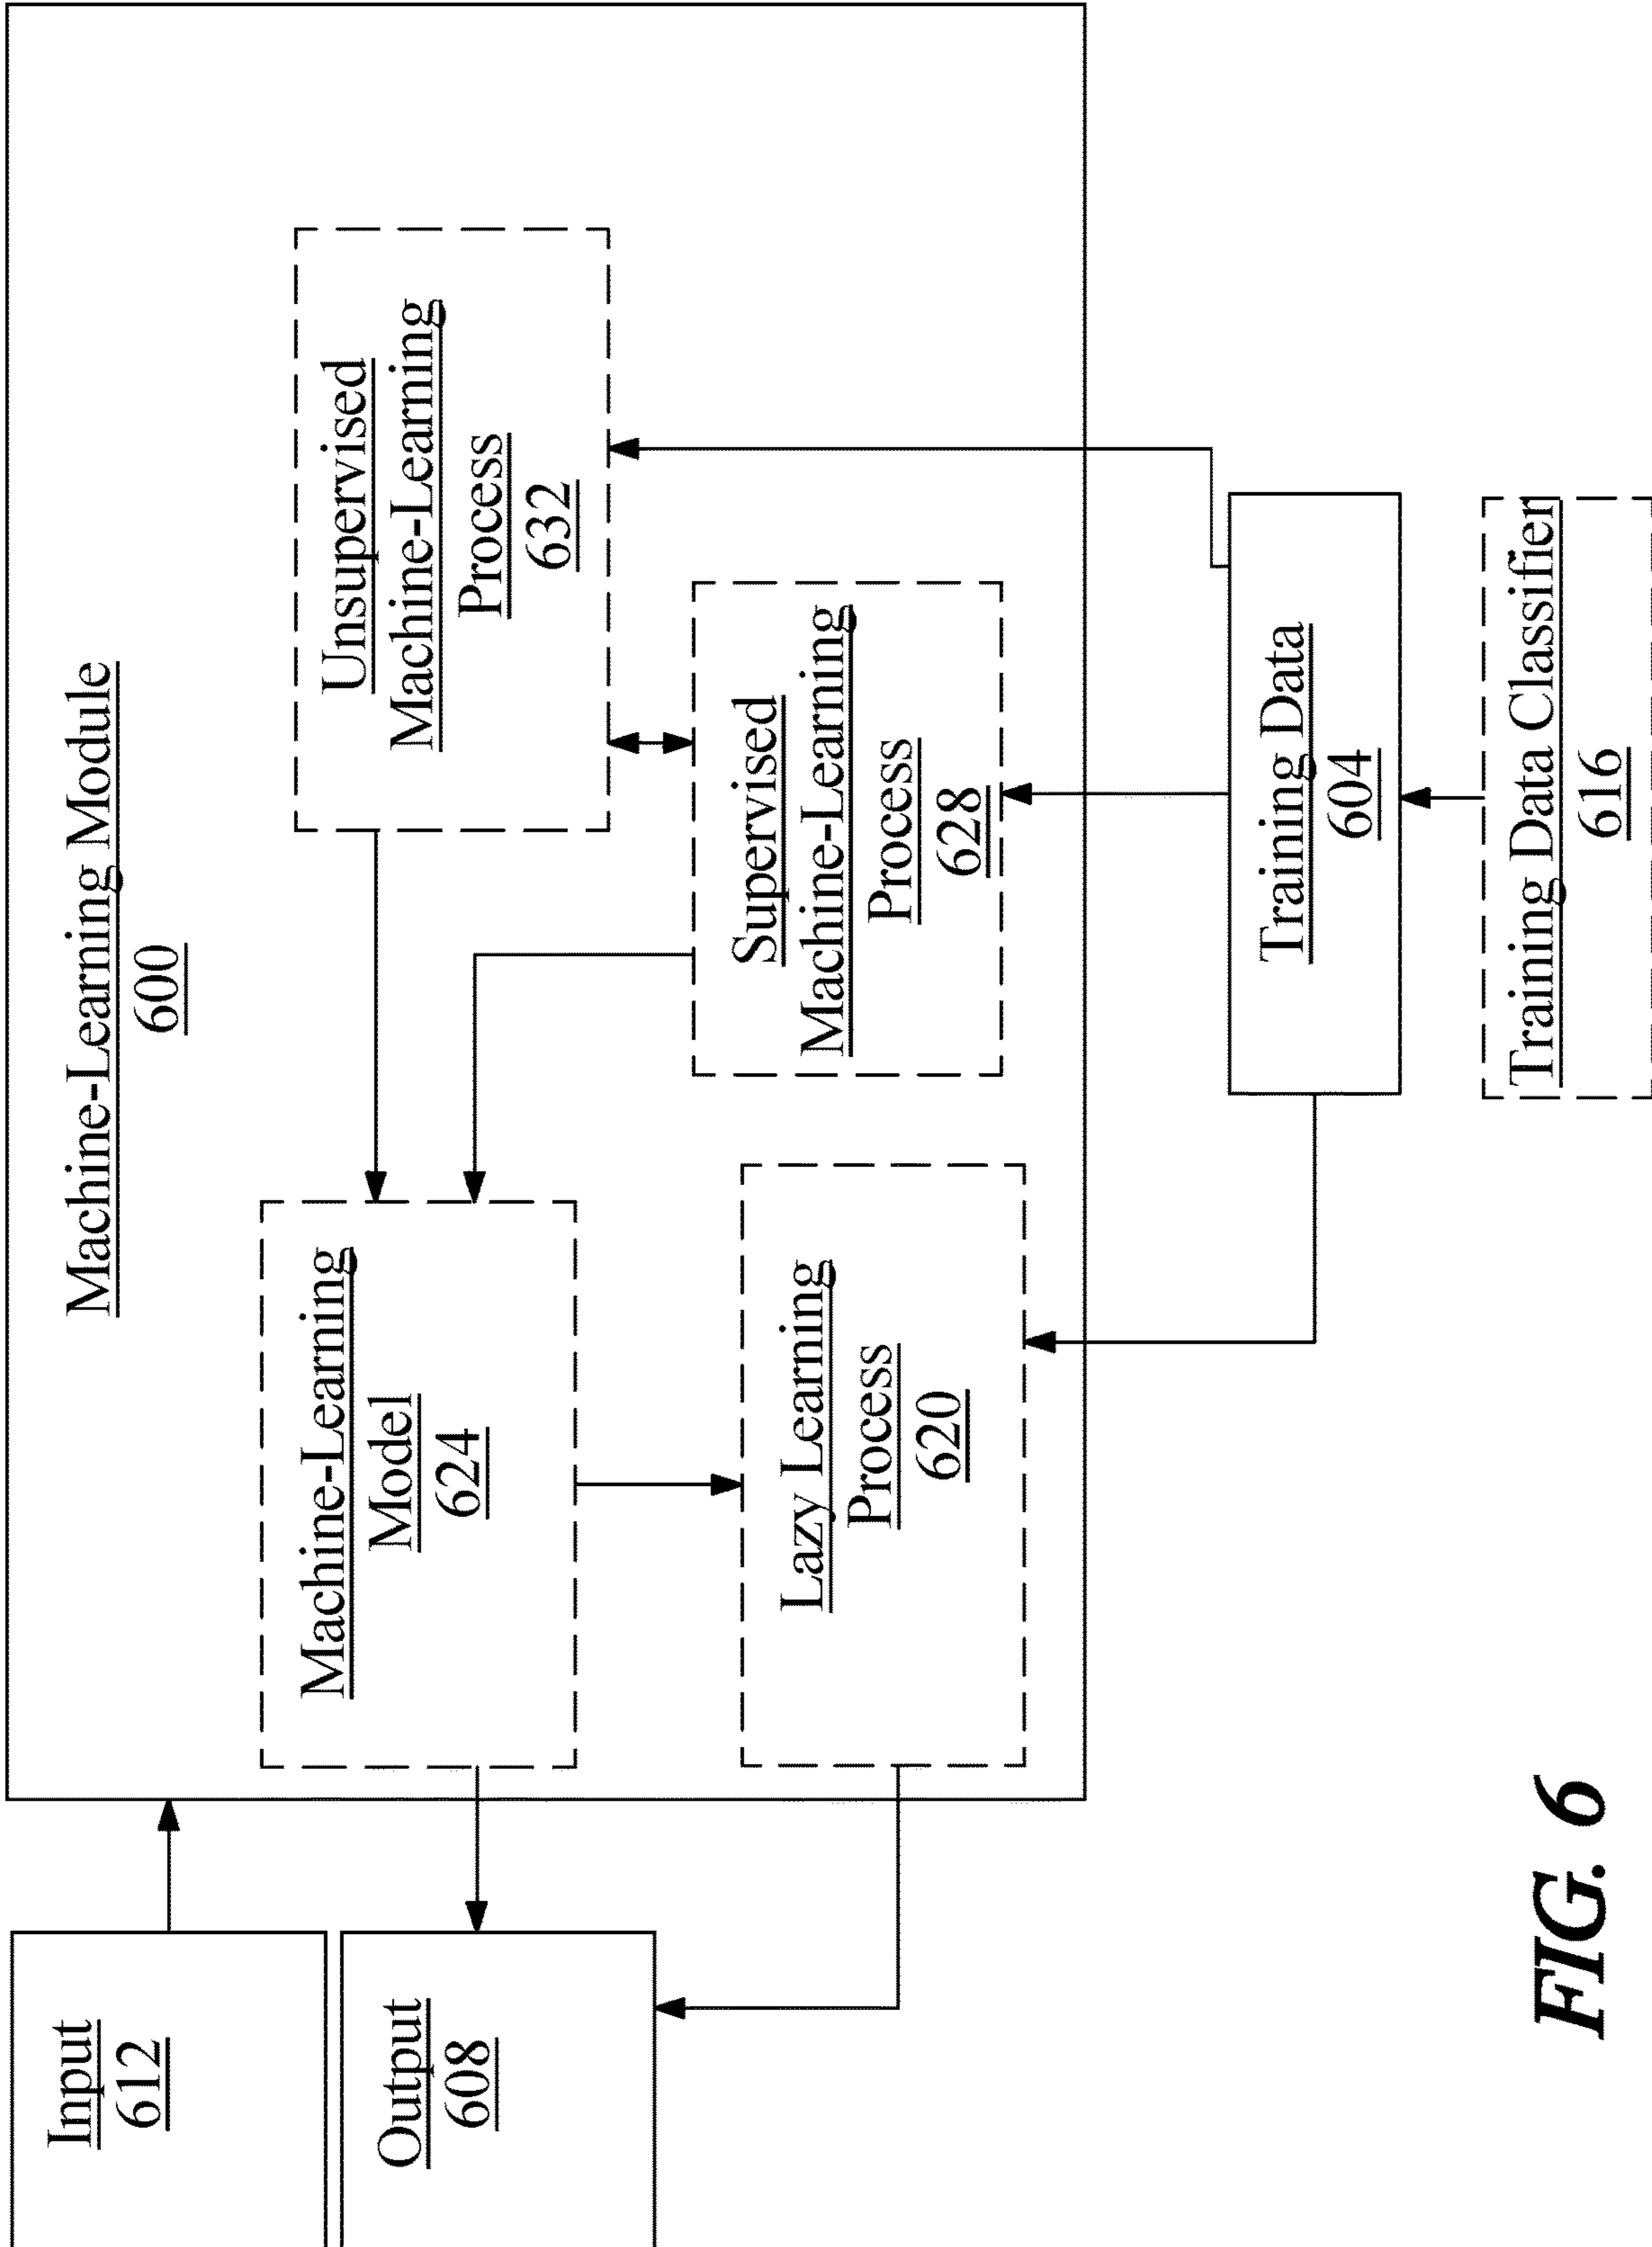 Machine-Learning Module
600
Input
612
Output
608
Machine-Learning
Model
624
Unsupervised
Machine-Learning
Process
632
Lazy Learning
Process
620
Supervised
Machine-Learning
Process
628
Training Data
604
Training Data Classifier
616
FIG. 6